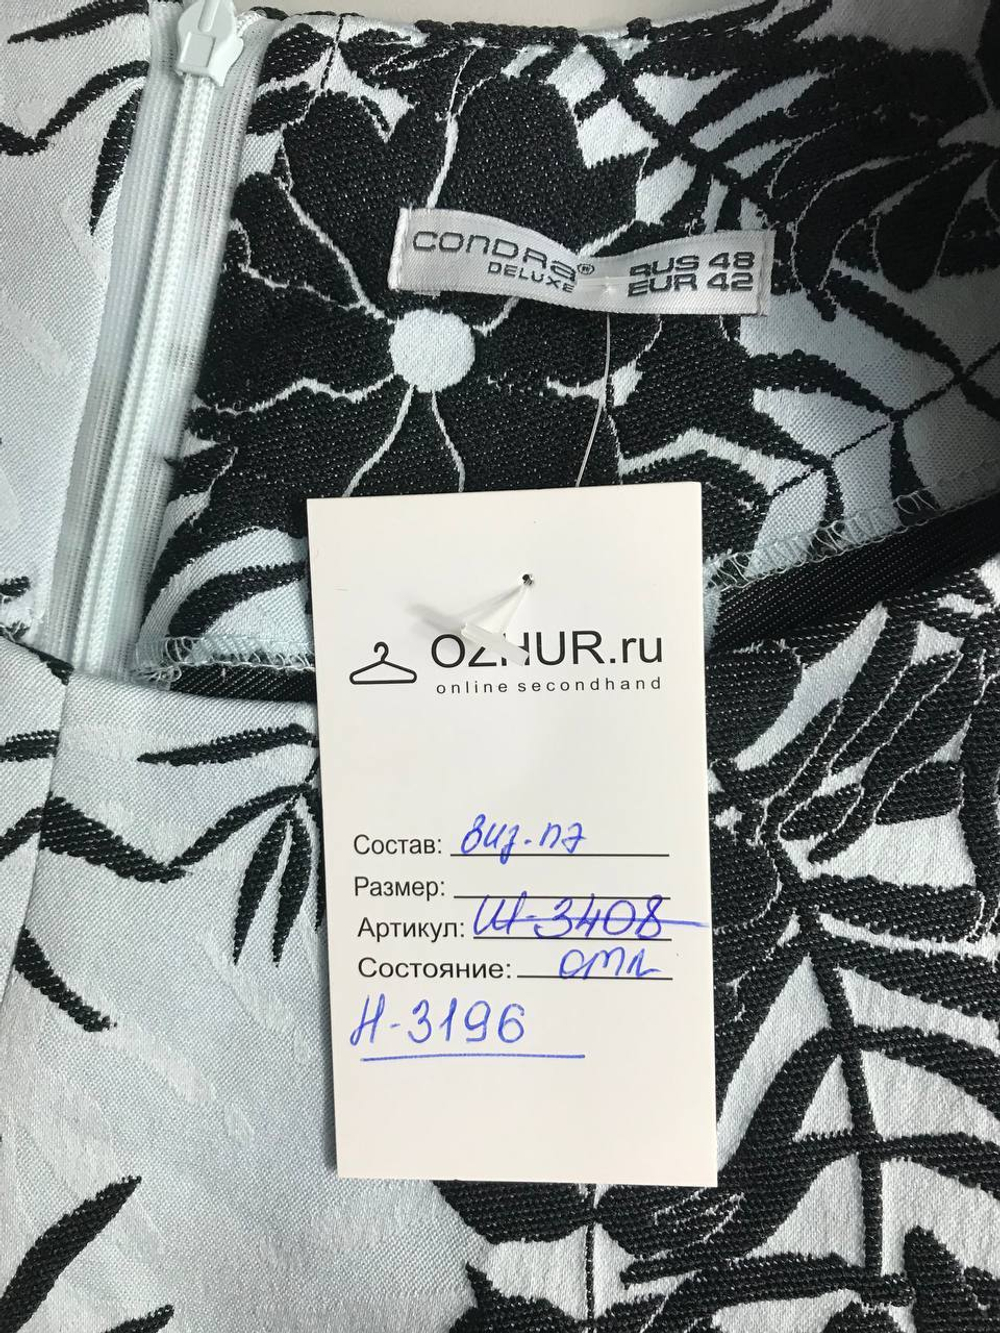 CONDRA® RUS 48
DELUXE EUR 42
OZHUR.ru
online secondhand
Состав: виз. пэ
Размер:
Артикул: Ш-3408
Состояние: отл
Н-3196